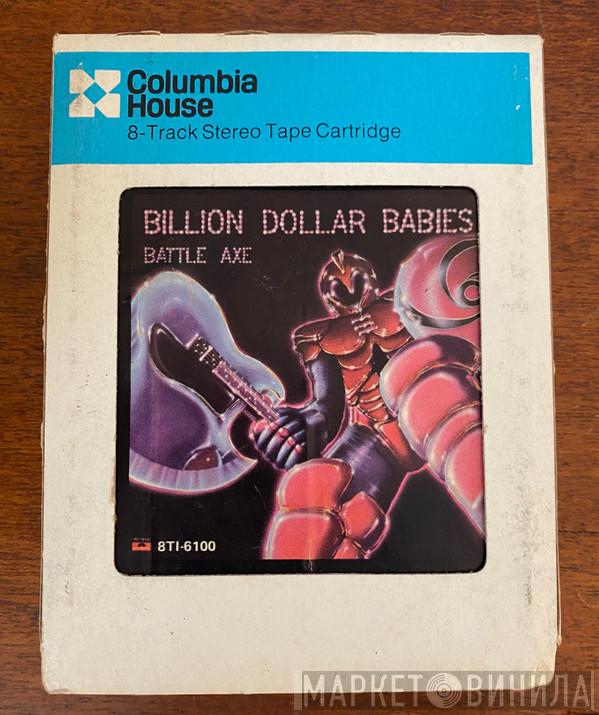 Columbia
House
8-Track Stereo Tape Cartridge
BILLION DOLLAR BABIES
BATTLE AXE
8TI-6100
МАРКЕТ ВИНИЛА